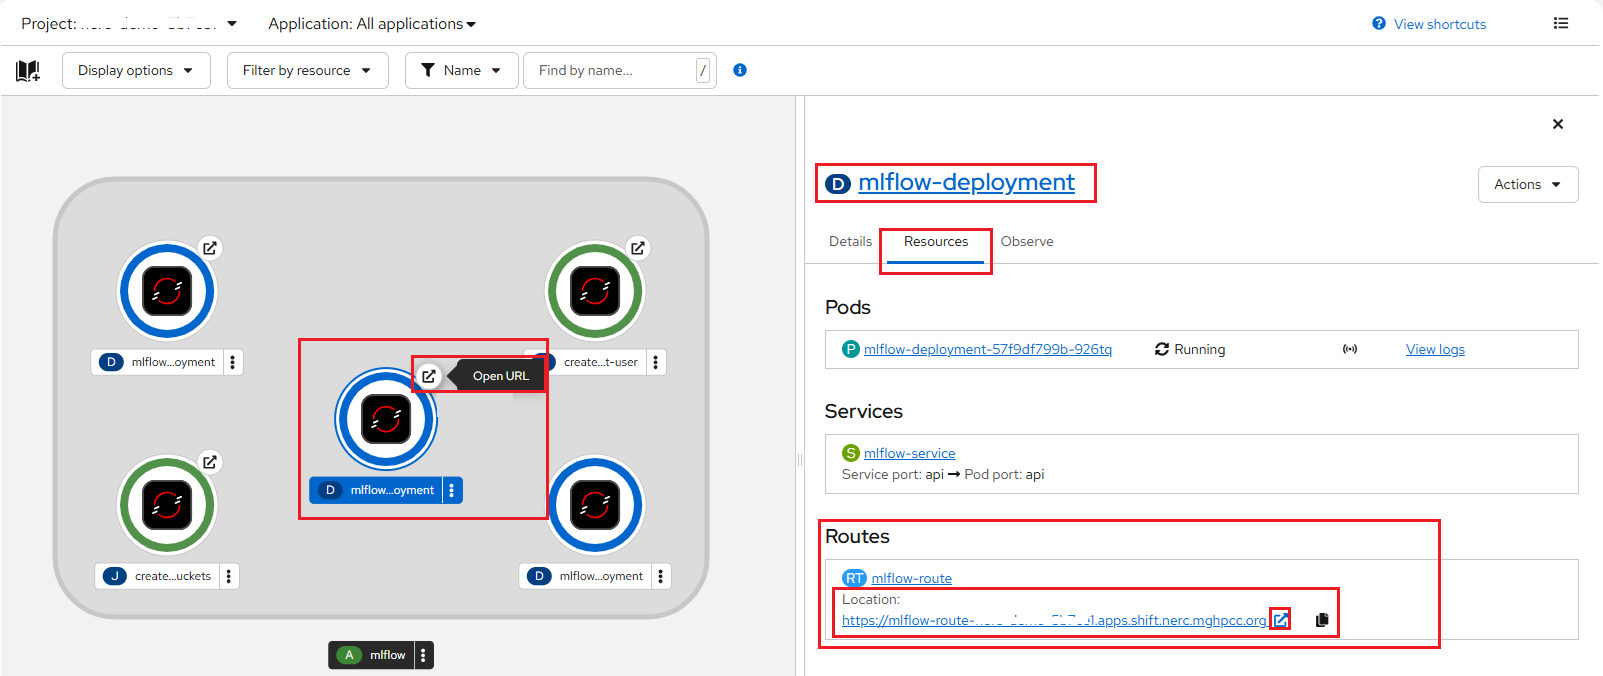 Project:
Application: All applications
View shortcuts
Display options
Filter by resource
Name
Find by name...
/
D mlflow...oyment
create...t-user
Open URL
D mlflow...oyment
J create...uckets
D mlflow...oyment
A mlflow
D mlflow-deployment
Actions
Details
Resources
Observe
Pods
P mlflow-deployment-57f9df799b-926tq
Running
View logs
Services
S mlflow-service
Service port: api → Pod port: api
Routes
RT mlflow-route
Location:
https://mlflow-route- .apps.shift.nerc.mghpcc.org